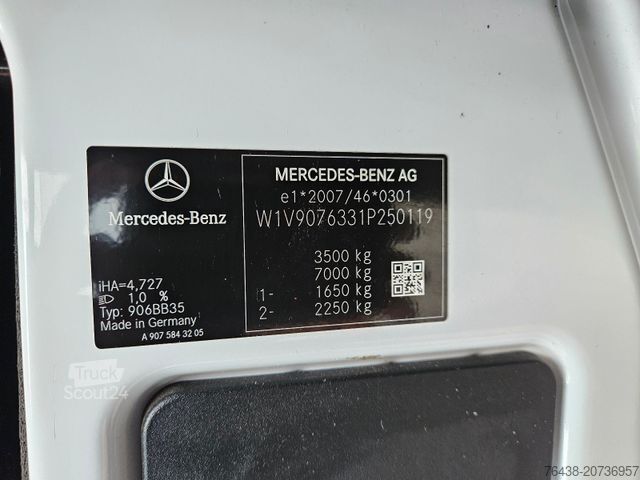 Mercedes-Benz
iHA=4,727
1,0 %
Typ: 906BB35
Made in Germany
A 907 584 32 05
MERCEDES-BENZ AG
e1*2007/46*0301
W1V9076331P250119
3500 kg
7000 kg
1- 1650 kg
2- 2250 kg
Truck
Scout24
76438-20736957